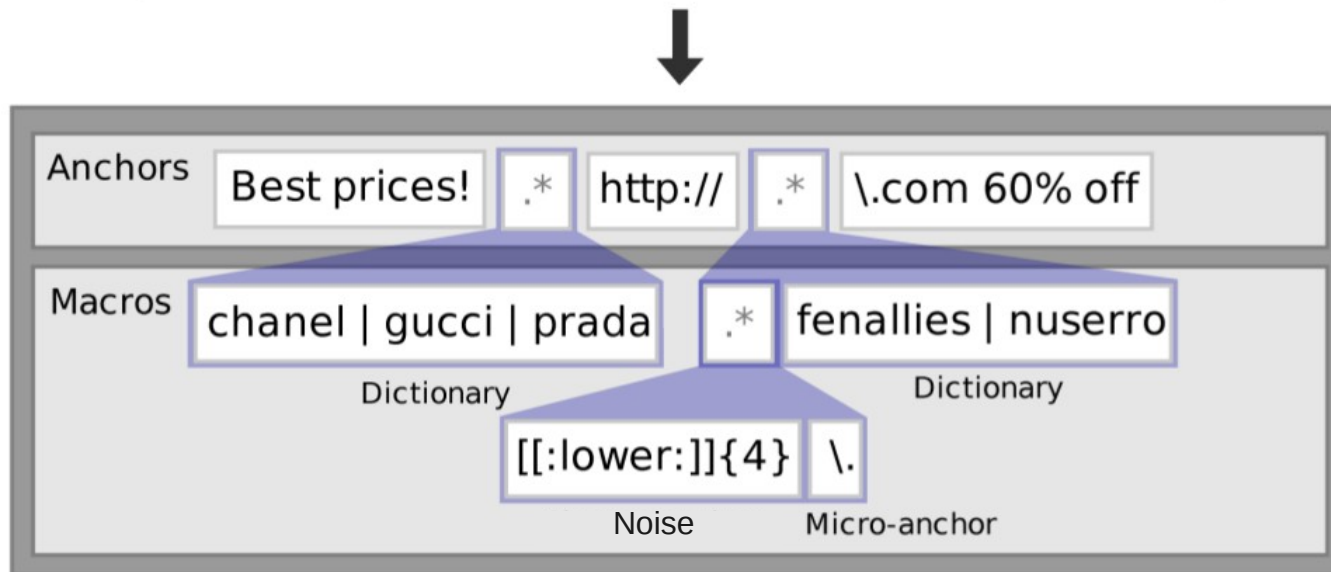 Anchors Best prices! .* http:// .* \.com 60% off
Macros chanel | gucci | prada .* fenallies | nuserro
Dictionary Dictionary
[[:lower:]]{4} \.
Noise Micro-anchor